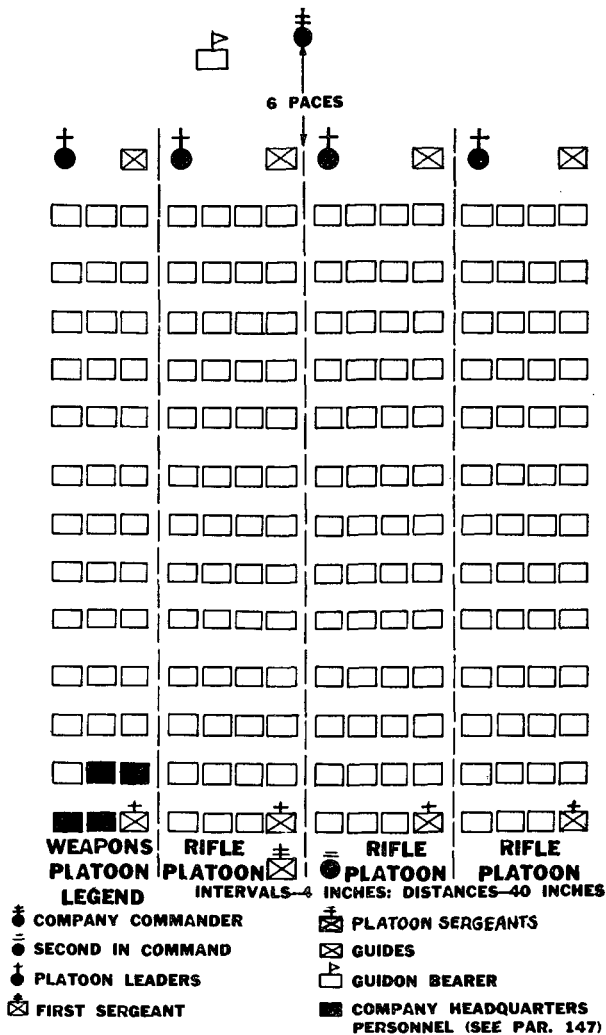 6 PACES
WEAPONS PLATOON
RIFLE PLATOON
RIFLE PLATOON
RIFLE PLATOON
INTERVALS—4 INCHES: DISTANCES—40 INCHES
LEGEND
COMPANY COMMANDER
SECOND IN COMMAND
PLATOON LEADERS
FIRST SERGEANT
PLATOON SERGEANTS
GUIDES
GUIDON BEARER
COMPANY HEADQUARTERS
PERSONNEL (SEE PAR. 147)